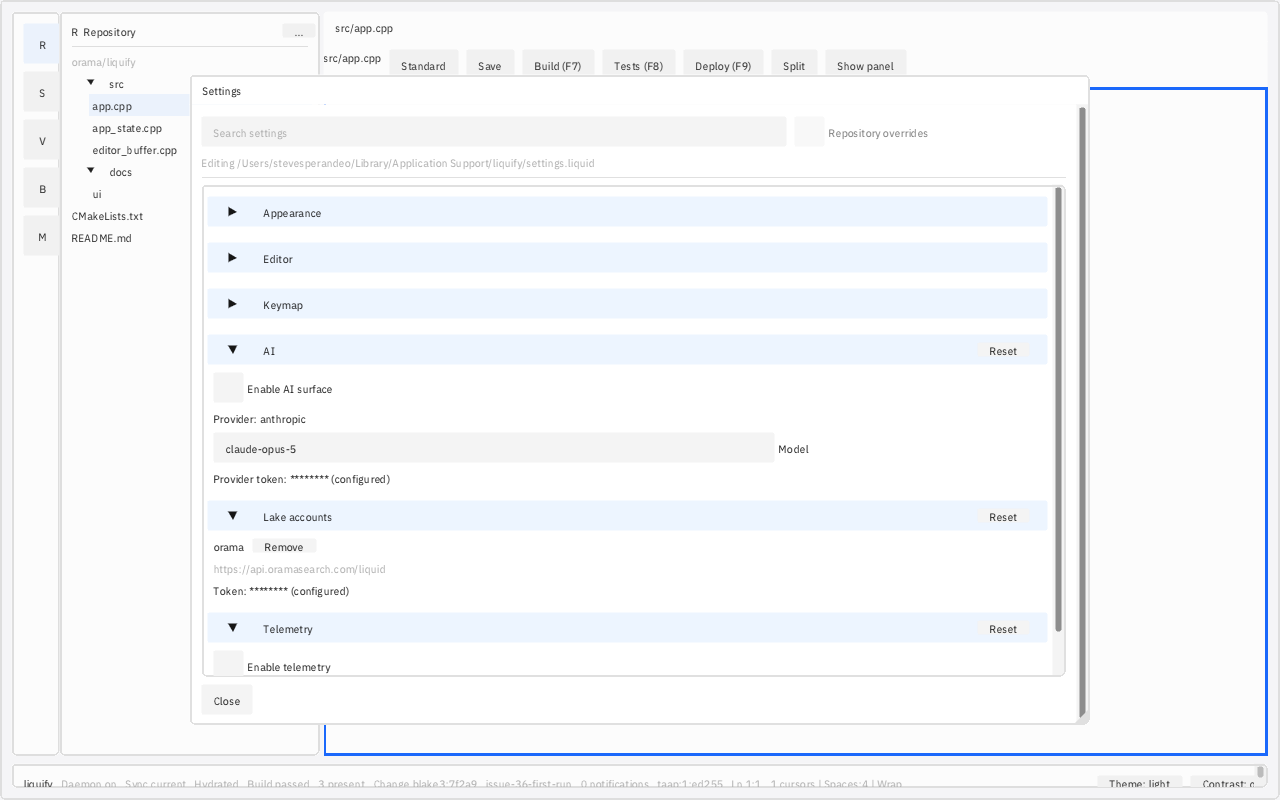 R
S
V
B
M
R Repository
...
orama/liquify
src
app.cpp
app_state.cpp
editor_buffer.cpp
docs
ui
CMakeLists.txt
README.md
src/app.cpp
src/app.cpp Standard Save Build (F7) Tests (F8) Deploy (F9) Split Show panel
Settings
Search settings Repository overrides
Editing /Users/stevesperandeo/Library/Application Support/liquify/settings.liquid
Appearance
Editor
Keymap
AI Reset
Enable AI surface
Provider: anthropic
claude-opus-5 Model
Provider token: ******** (configured)
Lake accounts Reset
orama Remove
https://api.oramasearch.com/liquid
Token: ******** (configured)
Telemetry Reset
Enable telemetry
Close
liquify Daemon on Sync current Hydrated Build passed 3 present Change blake3:7f2a9 issue-36-first-run 0 notifications taap:1:ed255 Ln 1:1 1 cursors | Spaces:4 | Wrap Theme: light Contrast: